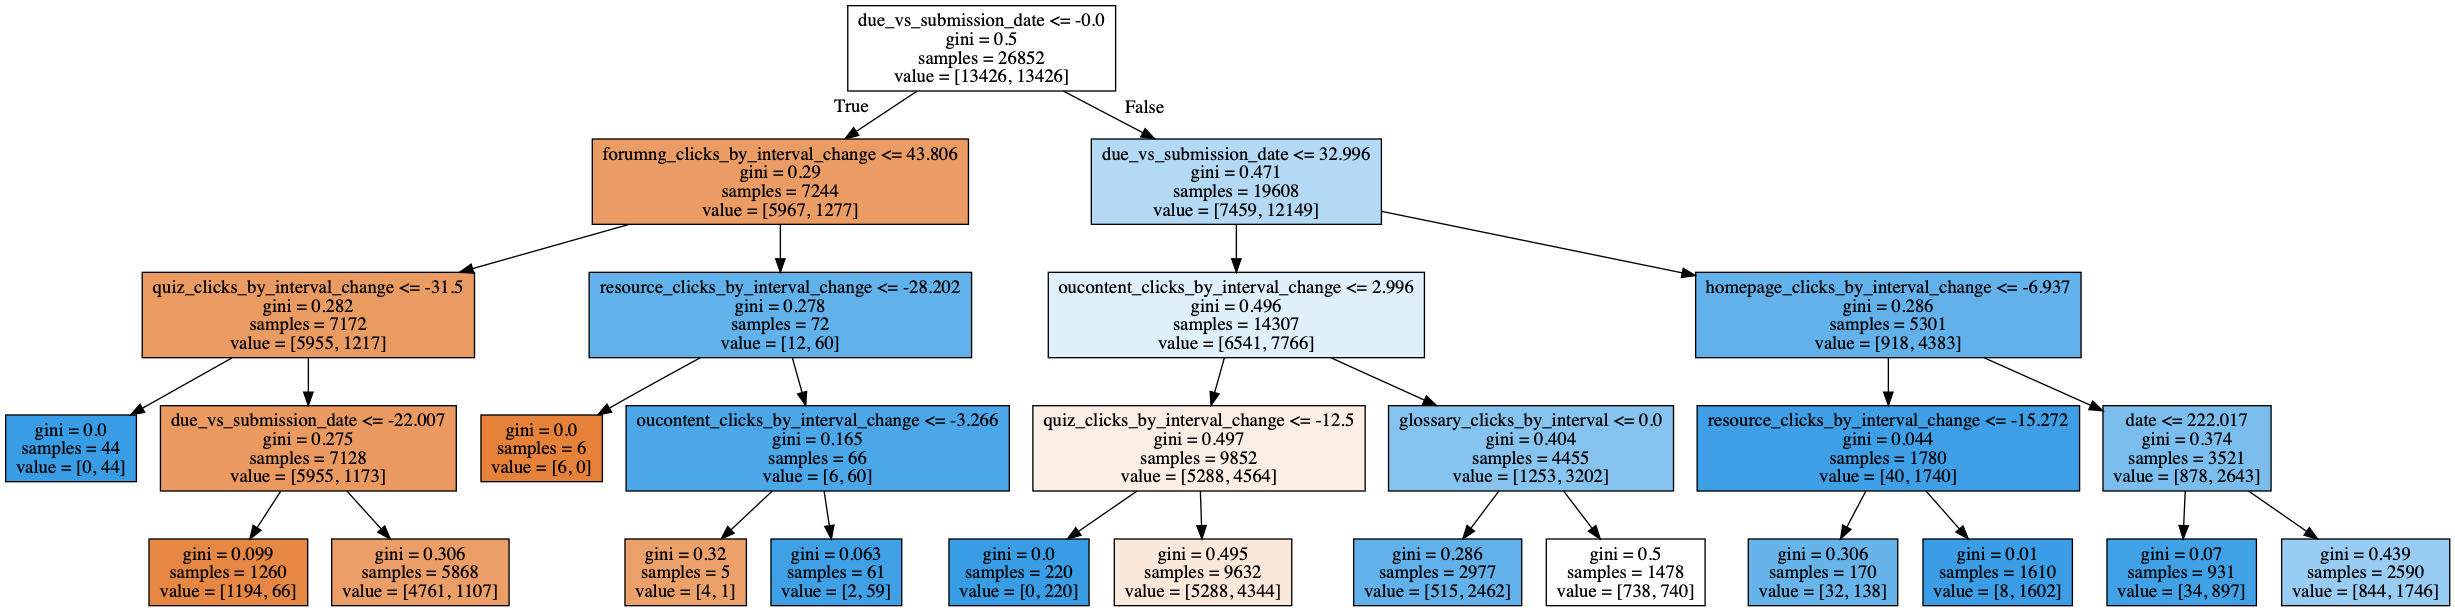 due_vs_submission_date <= -0.0
gini = 0.5
samples = 26852
value = [13426, 13426]
True
False
forumng_clicks_by_interval_change <= 43.806
gini = 0.29
samples = 7244
value = [5967, 1277]
due_vs_submission_date <= 32.996
gini = 0.471
samples = 19608
value = [7459, 12149]
quiz_clicks_by_interval_change <= -31.5
gini = 0.282
samples = 7172
value = [5955, 1217]
resource_clicks_by_interval_change <= -28.202
gini = 0.278
samples = 72
value = [12, 60]
oucontent_clicks_by_interval_change <= 2.996
gini = 0.496
samples = 14307
value = [6541, 7766]
homepage_clicks_by_interval_change <= -6.937
gini = 0.286
samples = 5301
value = [918, 4383]
gini = 0.0
samples = 44
value = [0, 44]
due_vs_submission_date <= -22.007
gini = 0.275
samples = 7128
value = [5955, 1173]
gini = 0.0
samples = 6
value = [6, 0]
oucontent_clicks_by_interval_change <= -3.266
gini = 0.165
samples = 66
value = [6, 60]
quiz_clicks_by_interval_change <= -12.5
gini = 0.497
samples = 9852
value = [5288, 4564]
glossary_clicks_by_interval <= 0.0
gini = 0.404
samples = 4455
value = [1253, 3202]
resource_clicks_by_interval_change <= -15.272
gini = 0.044
samples = 1780
value = [40, 1740]
date <= 222.017
gini = 0.374
samples = 3521
value = [878, 2643]
gini = 0.099
samples = 1260
value = [1194, 66]
gini = 0.306
samples = 5868
value = [4761, 1107]
gini = 0.32
samples = 5
value = [4, 1]
gini = 0.063
samples = 61
value = [2, 59]
gini = 0.0
samples = 220
value = [0, 220]
gini = 0.495
samples = 9632
value = [5288, 4344]
gini = 0.286
samples = 2977
value = [515, 2462]
gini = 0.5
samples = 1478
value = [738, 740]
gini = 0.306
samples = 170
value = [32, 138]
gini = 0.01
samples = 1610
value = [8, 1602]
gini = 0.07
samples = 931
value = [34, 897]
gini = 0.439
samples = 2590
value = [844, 1746]